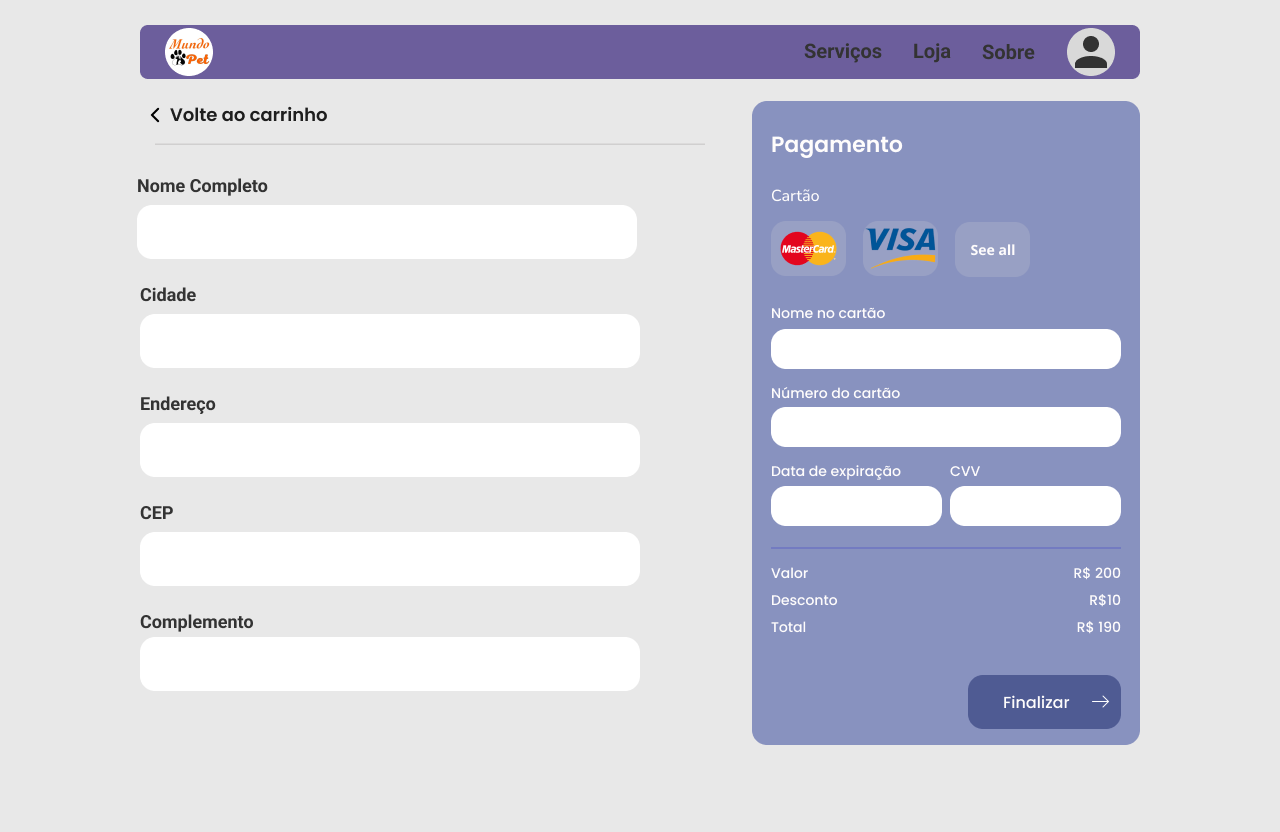 Mundo
Pet
Serviços
Loja
Sobre
Volte ao carrinho
Nome Completo
Cidade
Endereço
CEP
Complemento
Pagamento
Cartão
MasterCard
VISA
See all
Nome no cartão
Número do cartão
Data de expiração
CVV
Valor
R$ 200
Desconto
R$10
Total
R$ 190
Finalizar